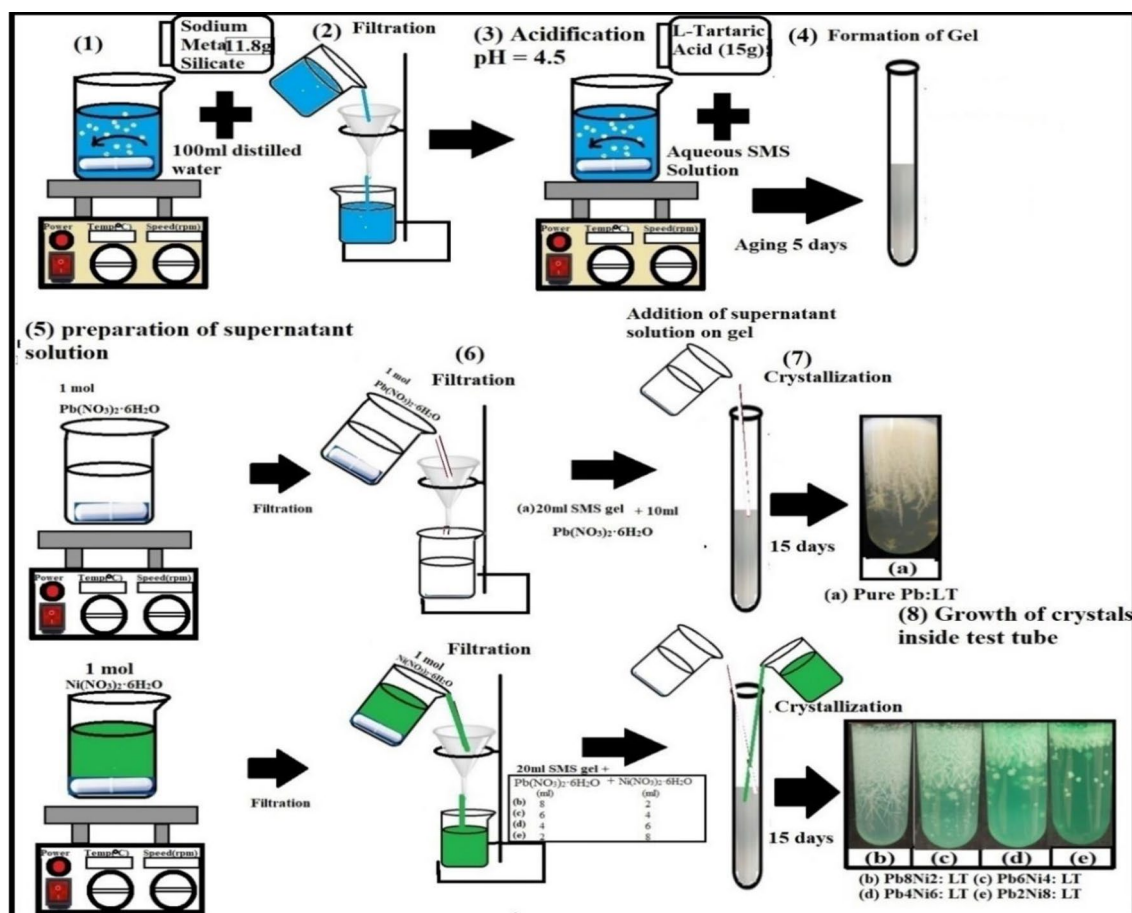 (1)
Sodium
Meta 11.8g
Silicate
100ml distilled
water
Power Temp(°C) Speed(rpm)
(2)
Filtration
(3) Acidification
pH = 4.5
L-Tartaric
Acid (15g)
Aqueous SMS
Solution
Power Temp(°C) Speed(rpm)
Aging 5 days
(4) Formation of Gel
(5) preparation of supernatant
solution
1 mol
Pb(NO₃)₂·6H₂O
Power Temp(°C) Speed(rpm)
Filtration
(6)
Filtration
1 mol
Pb(NO₃)₂·6H₂O
(a)20ml SMS gel + 10ml
Pb(NO₃)₂·6H₂O
Addition of supernatant
solution on gel
(7)
Crystallization
15 days
(a)
(a) Pure Pb:LT
(8) Growth of crystals
inside test tube
1 mol
Ni(NO₃)₂·6H₂O
Power Temp(°C) Speed(rpm)
Filtration
Filtration
1 mol
Ni(NO₃)₂·6H₂O
20ml SMS gel +
Pb(NO₃)₂·6H₂O + Ni(NO₃)₂·6H₂O
(ml) (ml)
(b) 8 2
(c) 6 4
(d) 4 6
(e) 2 8
Crystallization
15 days
(b) (c) (d) (e)
(b) Pb8Ni2: LT (c) Pb6Ni4: LT
(d) Pb4Ni6: LT (e) Pb2Ni8: LT